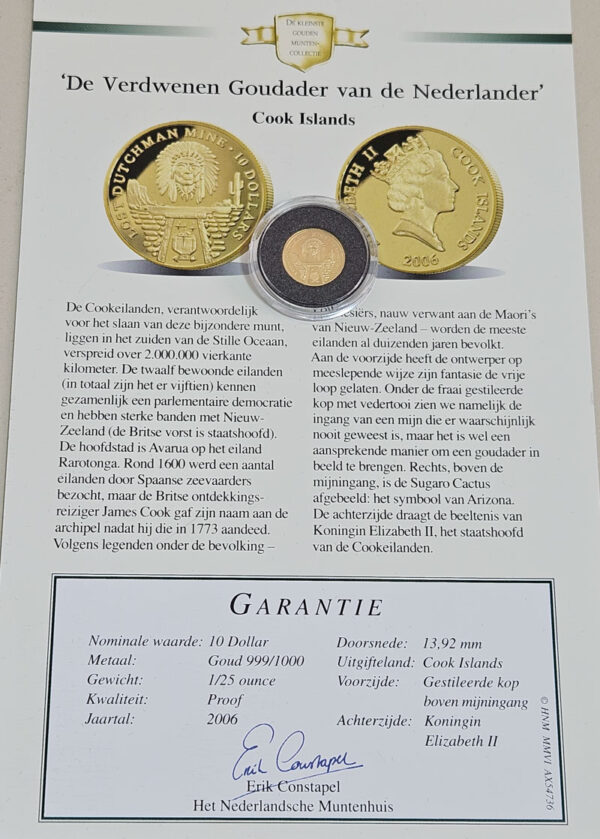 DE KLEINSTE
GOUDEN
MUNTEN-
COLLECTIE
‘De Verdwenen Goudader van de Nederlander’
Cook Islands
LOST DUTCHMAN MINE · 10 DOLLARS
BETH II COOK ISLANDS
2006
De Cookeilanden, verantwoordelijk
voor het slaan van deze bijzondere munt,
liggen in het zuiden van de Stille Oceaan,
verspreid over 2.000.000 vierkante
kilometer. De twaalf bewoonde eilanden
(in totaal zijn het er vijftien) kennen
gezamenlijk een parlementaire democratie
en hebben sterke banden met Nieuw-
Zeeland (de Britse vorst is staatshoofd).
De hoofdstad is Avarua op het eiland
Rarotonga. Rond 1600 werd een aantal
eilanden door Spaanse zeevaarders
bezocht, maar de Britse ontdekkings-
reiziger James Cook gaf zijn naam aan de
archipel nadat hij die in 1773 aandeed.
Volgens legenden onder de bevolking –
nauw verwant aan de Maori’s
van Nieuw-Zeeland – worden de meeste
eilanden al duizenden jaren bevolkt.
Aan de voorzijde heeft de ontwerper op
meeslepende wijze zijn fantasie de vrije
loop gelaten. Onder de fraai gestileerde
kop met vedertooi zien we namelijk de
ingang van een mijn die er waarschijnlijk
nooit geweest is, maar het is wel een
aansprekende manier om een goudader in
beeld te brengen. Rechts, boven de
mijningang, is de Sugaro Cactus
afgebeeld: het symbool van Arizona.
De achterzijde draagt de beeltenis van
Koningin Elizabeth II, het staatshoofd
van de Cookeilanden.
GARANTIE
Nominale waarde: 10 Dollar
Metaal: Goud 999/1000
Gewicht: 1/25 ounce
Kwaliteit: Proof
Jaartal: 2006
Doorsnede: 13,92 mm
Uitgifteland: Cook Islands
Voorzijde: Gestileerde kop
boven mijningang
Achterzijde: Koningin
Elizabeth II
Erik Constapel
Erik Constapel
Het Nederlandsche Muntenhuis
© HNM MMVI AXS4736